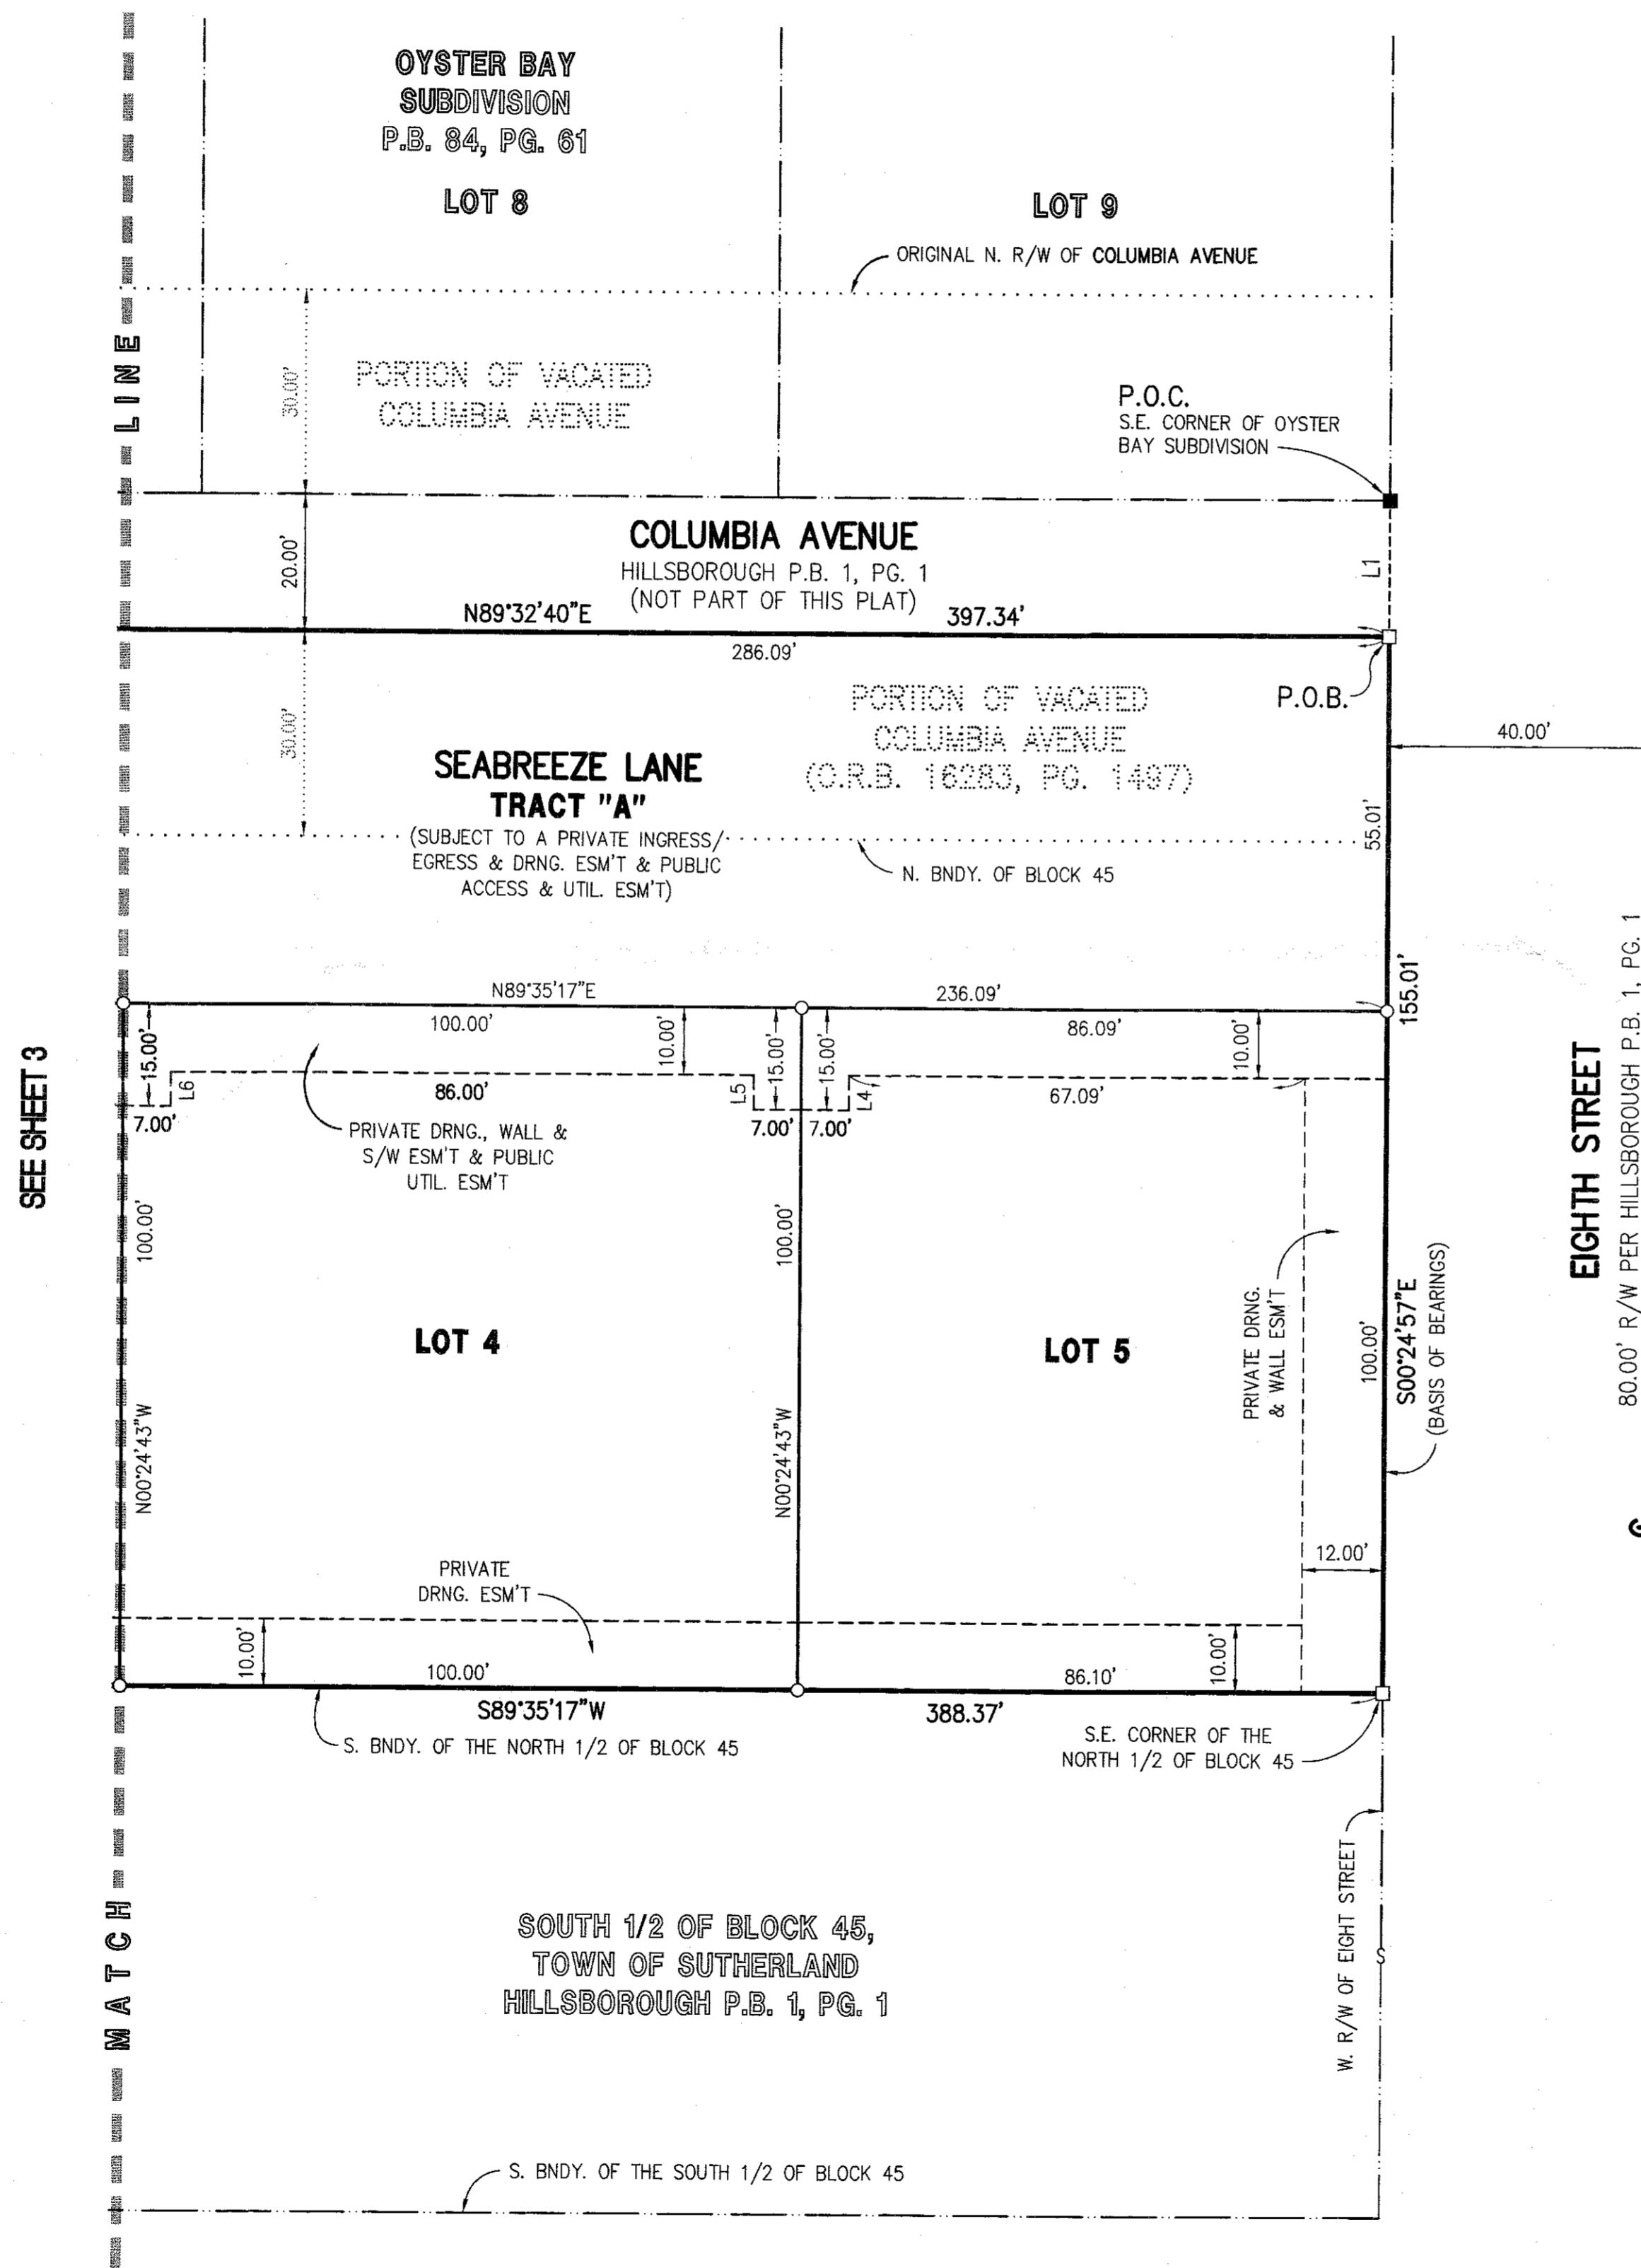 OYSTER BAY
SUBDIVISION
P.B. 84, PG. 61
LOT 8
LOT 9
ORIGINAL N. R/W OF COLUMBIA AVENUE
LINE
30.00'
PORTION OF VACATED
COLUMBIA AVENUE
P.O.C.
S.E. CORNER OF OYSTER
BAY SUBDIVISION
20.00'
COLUMBIA AVENUE
HILLSBOROUGH P.B. 1, PG. 1
(NOT PART OF THIS PLAT)
L1
N89°32'40"E
397.34'
286.09'
30.00'
PORTION OF VACATED
COLUMBIA AVENUE
(O.R.B. 16283, PG. 1497)
P.O.B.
40.00'
SEABREEZE LANE
TRACT "A"
(SUBJECT TO A PRIVATE INGRESS/
EGRESS & DRNG. ESM'T & PUBLIC
ACCESS & UTIL. ESM'T)
N. BNDY. OF BLOCK 45
55.01'
155.01'
N89°35'17"E
236.09'
100.00'
86.09'
15.00'
10.00'
15.00'
15.00'
10.00'
SEE SHEET 3
L6
86.00'
L5
L4
67.09'
7.00'
7.00'
7.00'
PRIVATE DRNG., WALL &
S/W ESM'T & PUBLIC
UTIL. ESM'T
100.00'
N00°24'43"W
100.00'
N00°24'43"W
LOT 4
LOT 5
PRIVATE DRNG.
& WALL ESM'T
100.00'
S00°24'57"E
(BASIS OF BEARINGS)
EIGHTH STREET
80.00' R/W PER HILLSBOROUGH P.B. 1, PG. 1
12.00'
PRIVATE
DRNG. ESM'T
10.00'
100.00'
86.10'
10.00'
S89°35'17"W
388.37'
S. BNDY. OF THE NORTH 1/2 OF BLOCK 45
S.E. CORNER OF THE
NORTH 1/2 OF BLOCK 45
MATCH
W. R/W OF EIGHT STREET
S
SOUTH 1/2 OF BLOCK 45,
TOWN OF SUTHERLAND
HILLSBOROUGH P.B. 1, PG. 1
S. BNDY. OF THE SOUTH 1/2 OF BLOCK 45